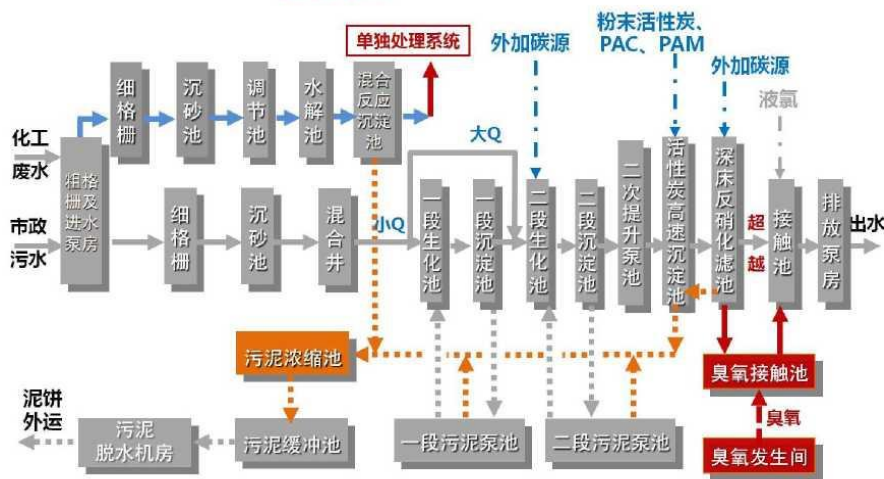 单独处理系统
外加碳源
粉末活性炭、
PAC、PAM
外加碳源
液氯
细格栅
沉砂池
调节池
水解池
混合
反应
沉淀
池
大Q
化工
废水
粗格
栅及
进水
泵房
市政
污水
细格栅
沉砂池
混合井
小Q
一段生化池
一段沉淀池
二段生化池
二段沉淀池
二次提升泵池
活性炭高速沉淀池
深床反硝化滤池
超
越
接触池
排放泵房
出水
污泥浓缩池
臭氧接触池
泥饼
外运
污泥
脱水机房
污泥缓冲池
一段污泥泵池
二段污泥泵池
臭氧
臭氧发生间